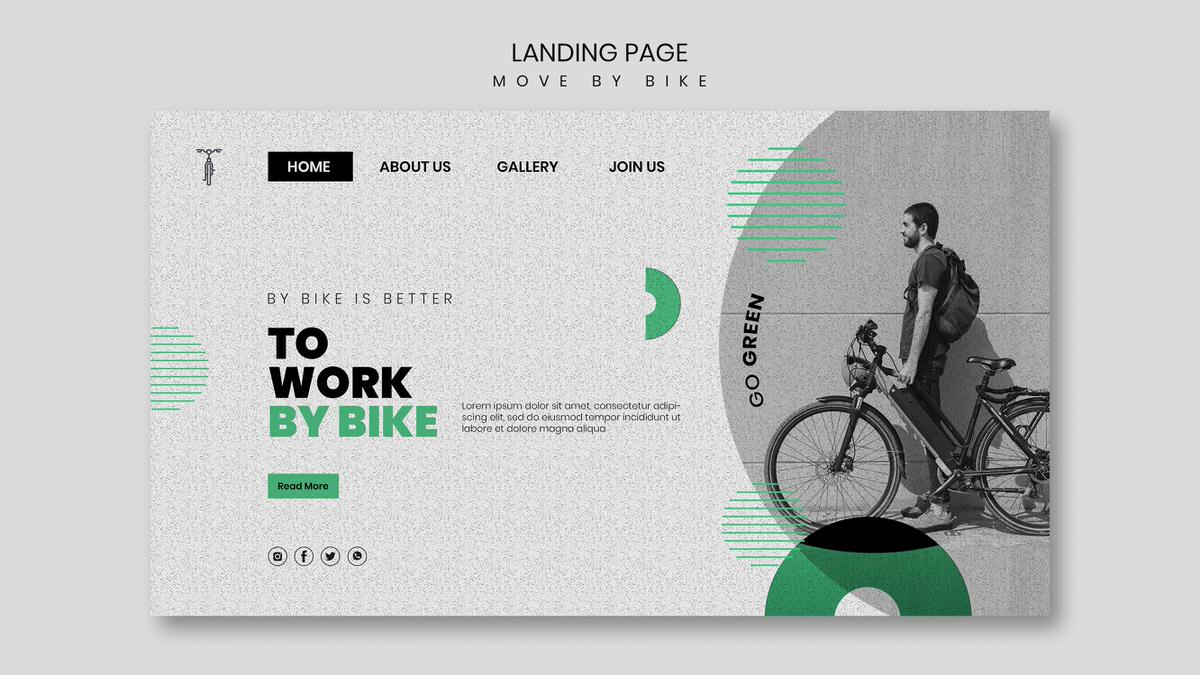 LANDING PAGE
MOVE BY BIKE
HOME
ABOUT US
GALLERY
JOIN US
BY BIKE IS BETTER
TO
WORK
BY BIKE
Lorem ipsum dolor sit amet, consectetur adipi-
scing elit, sed do eiusmod tempor incididunt ut
labore et dolore magna aliqua
Read More
GO GREEN